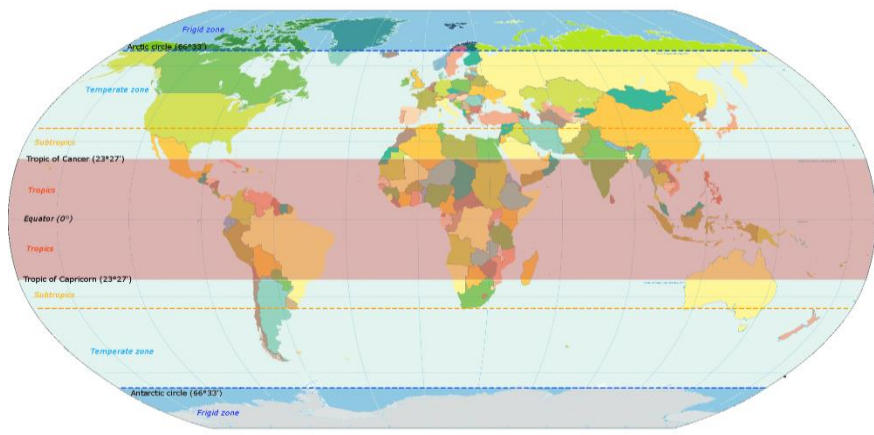 Frigid zone
Arctic circle (66°33')
Temperate zone
Subtropics
Tropic of Cancer (23°27')
Tropics
Equator (0°)
Tropics
Tropic of Capricorn (23°27')
Subtropics
Temperate zone
Antarctic circle (66°33')
Frigid zone